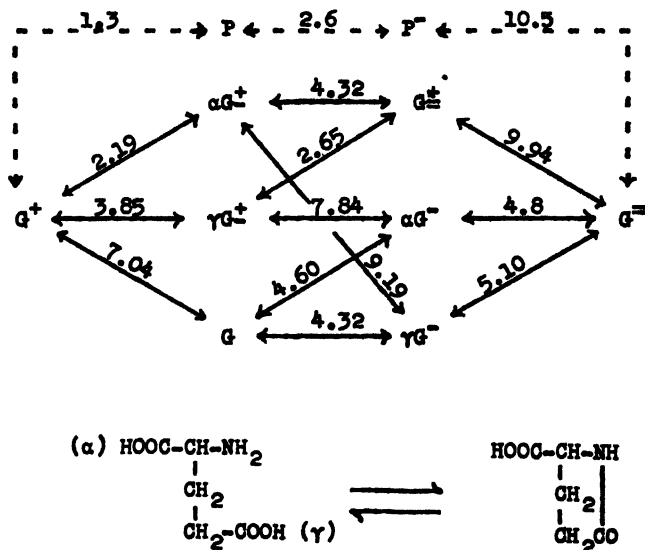 1.3 P 2.6 P⁻ 10.5
αG± 4.32 G‡
2.19 2.65 9.94
G⁺ 3.85 γG± 7.84 αG⁻ 4.8 G⁼
7.04 4.60 9.19 5.10
G 4.32 γG⁻
(α) HOOC-CH-NH₂ HOOC-CH-NH
CH₂ CH₂
CH₂-COOH (γ) CH₂CO